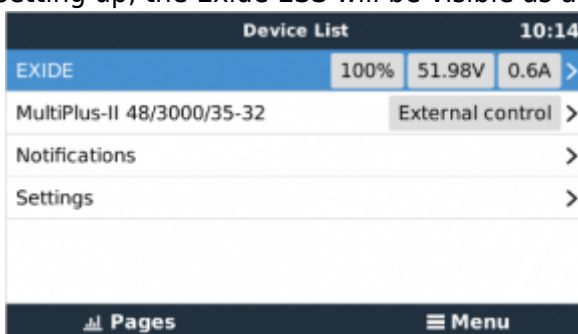 setting up, the Exide ESS will be visible as a
Device List 10:14
EXIDE 100% 51.98V 0.6A
MultiPlus-II 48/3000/35-32 External control
Notifications
Settings
Pages Menu